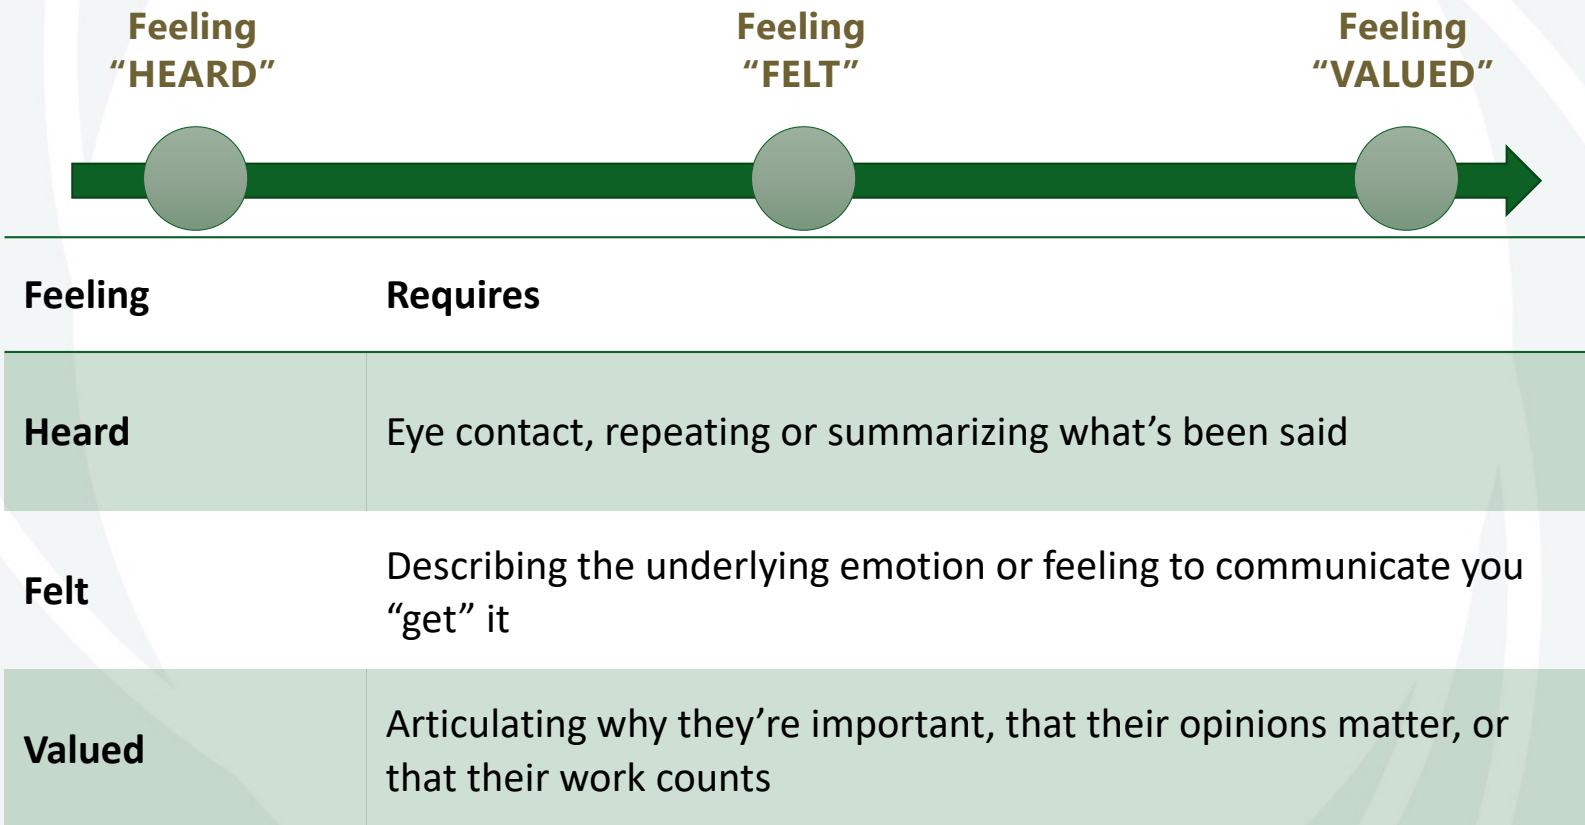 Feeling
“HEARD”
Feeling
“FELT”
Feeling
“VALUED”
Feeling
Requires
Heard
Eye contact, repeating or summarizing what’s been said
Felt
Describing the underlying emotion or feeling to communicate you
“get” it
Valued
Articulating why they’re important, that their opinions matter, or
that their work counts